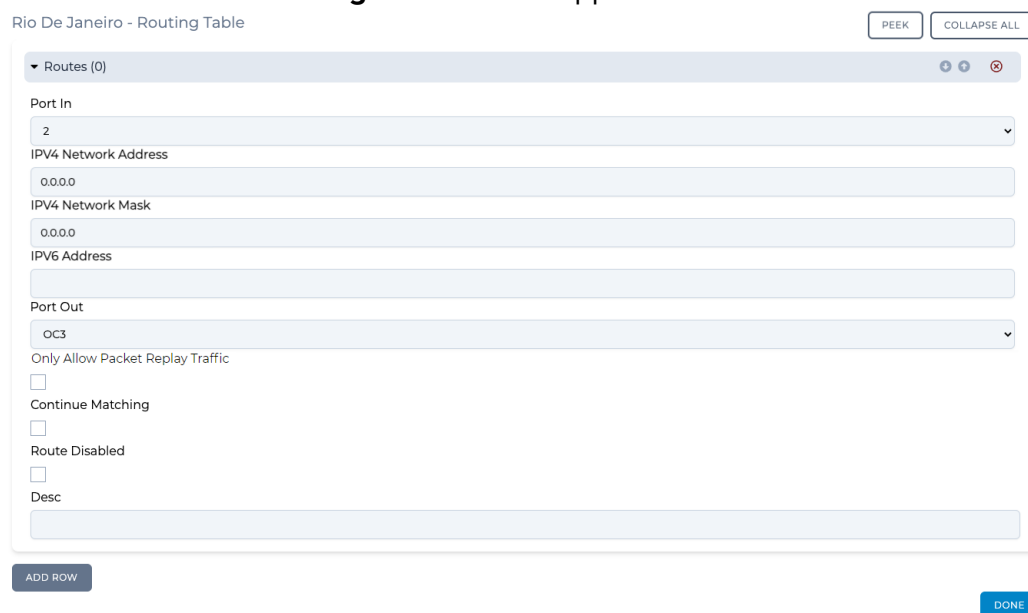 Rio De Janeiro - Routing Table
PEEK
COLLAPSE ALL
Routes (0)
Port In
2
IPV4 Network Address
0.0.0.0
IPV4 Network Mask
0.0.0.0
IPV6 Address
Port Out
OC3
Only Allow Packet Replay Traffic
Continue Matching
Route Disabled
Desc
ADD ROW
DONE